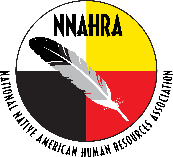 NNAHRA
NATIONAL NATIVE AMERICAN HUMAN RESOURCES ASSOCIATION